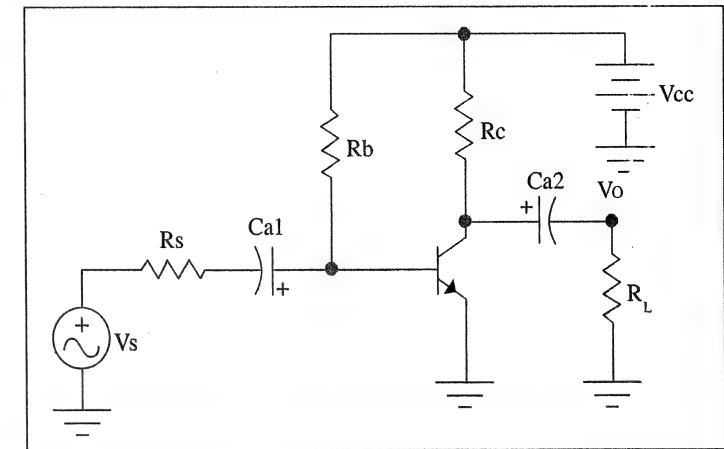 Vcc
Rc
Rb
Ca2
Vo
+
Ca1
Rs
+
R_L
+
Vs